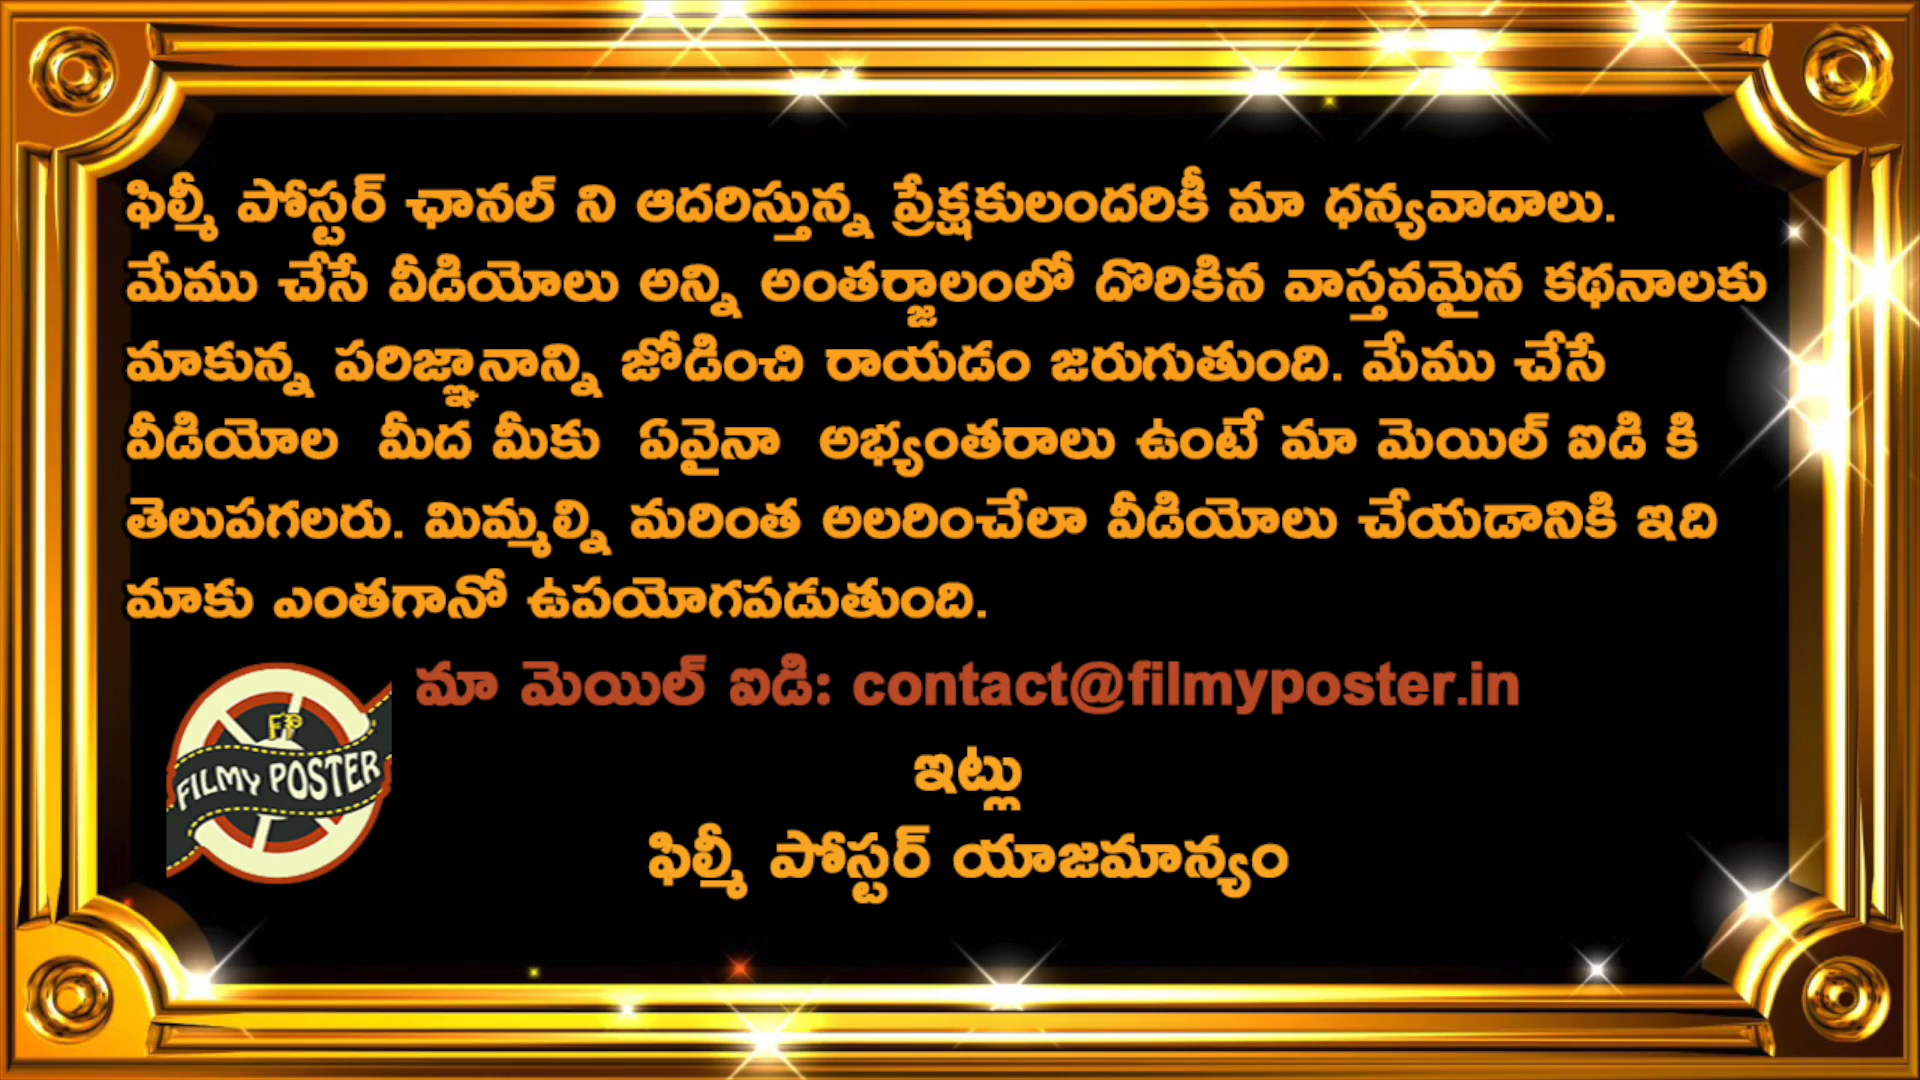 ఫిల్మీ పోస్టర్ ఛానల్ ని ఆదరిస్తున్న ప్రేక్షకులందరికీ మా ధన్యవాదాలు.
మేము చేసే వీడియోలు అన్ని అంతర్జాలంలో దొరికిన వాస్తవమైన కథనాలకు
మాకున్న పరిజ్ఞానాన్ని జోడించి రాయడం జరుగుతుంది. మేము చేసే
వీడియోల మీద మీకు ఏవైనా అభ్యంతరాలు ఉంటే మా మెయిల్ ఐడి కి
తెలుపగలరు. మిమ్మల్ని మరింత అలరించేలా వీడియోలు చేయడానికి ఇది
మాకు ఎంతగానో ఉపయోగపడుతుంది.
మా మెయిల్ ఐడి: contact@filmyposter.in
FP
FILMY POSTER
ఇట్లు
ఫిల్మీ పోస్టర్ యాజమాన్యం